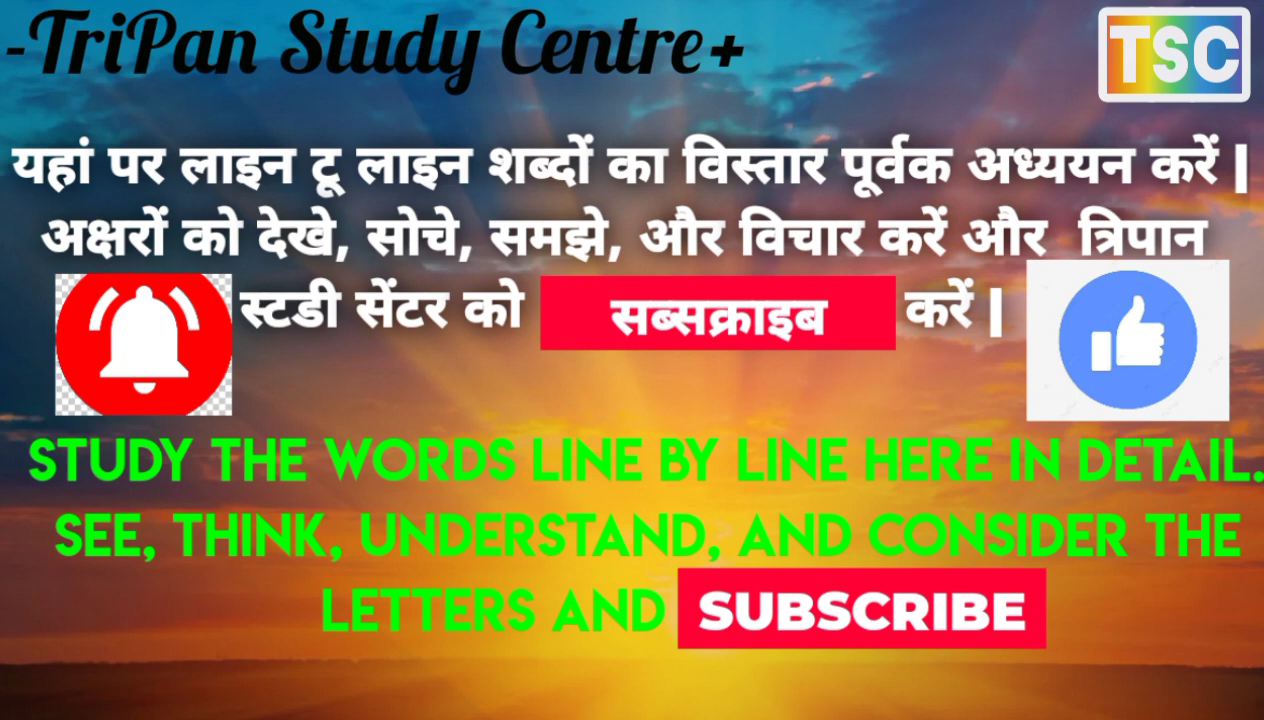 -TriPan Study Centre+
TSC
यहां पर लाइन टू लाइन शब्दों का विस्तार पूर्वक अध्ययन करें |
अक्षरों को देखे, सोचे, समझे, और विचार करें और त्रिपान
स्टडी सेंटर को सब्सक्राइब करें |
STUDY THE WORDS LINE BY LINE HERE IN DETAIL.
SEE, THINK, UNDERSTAND, AND CONSIDER THE
LETTERS AND SUBSCRIBE